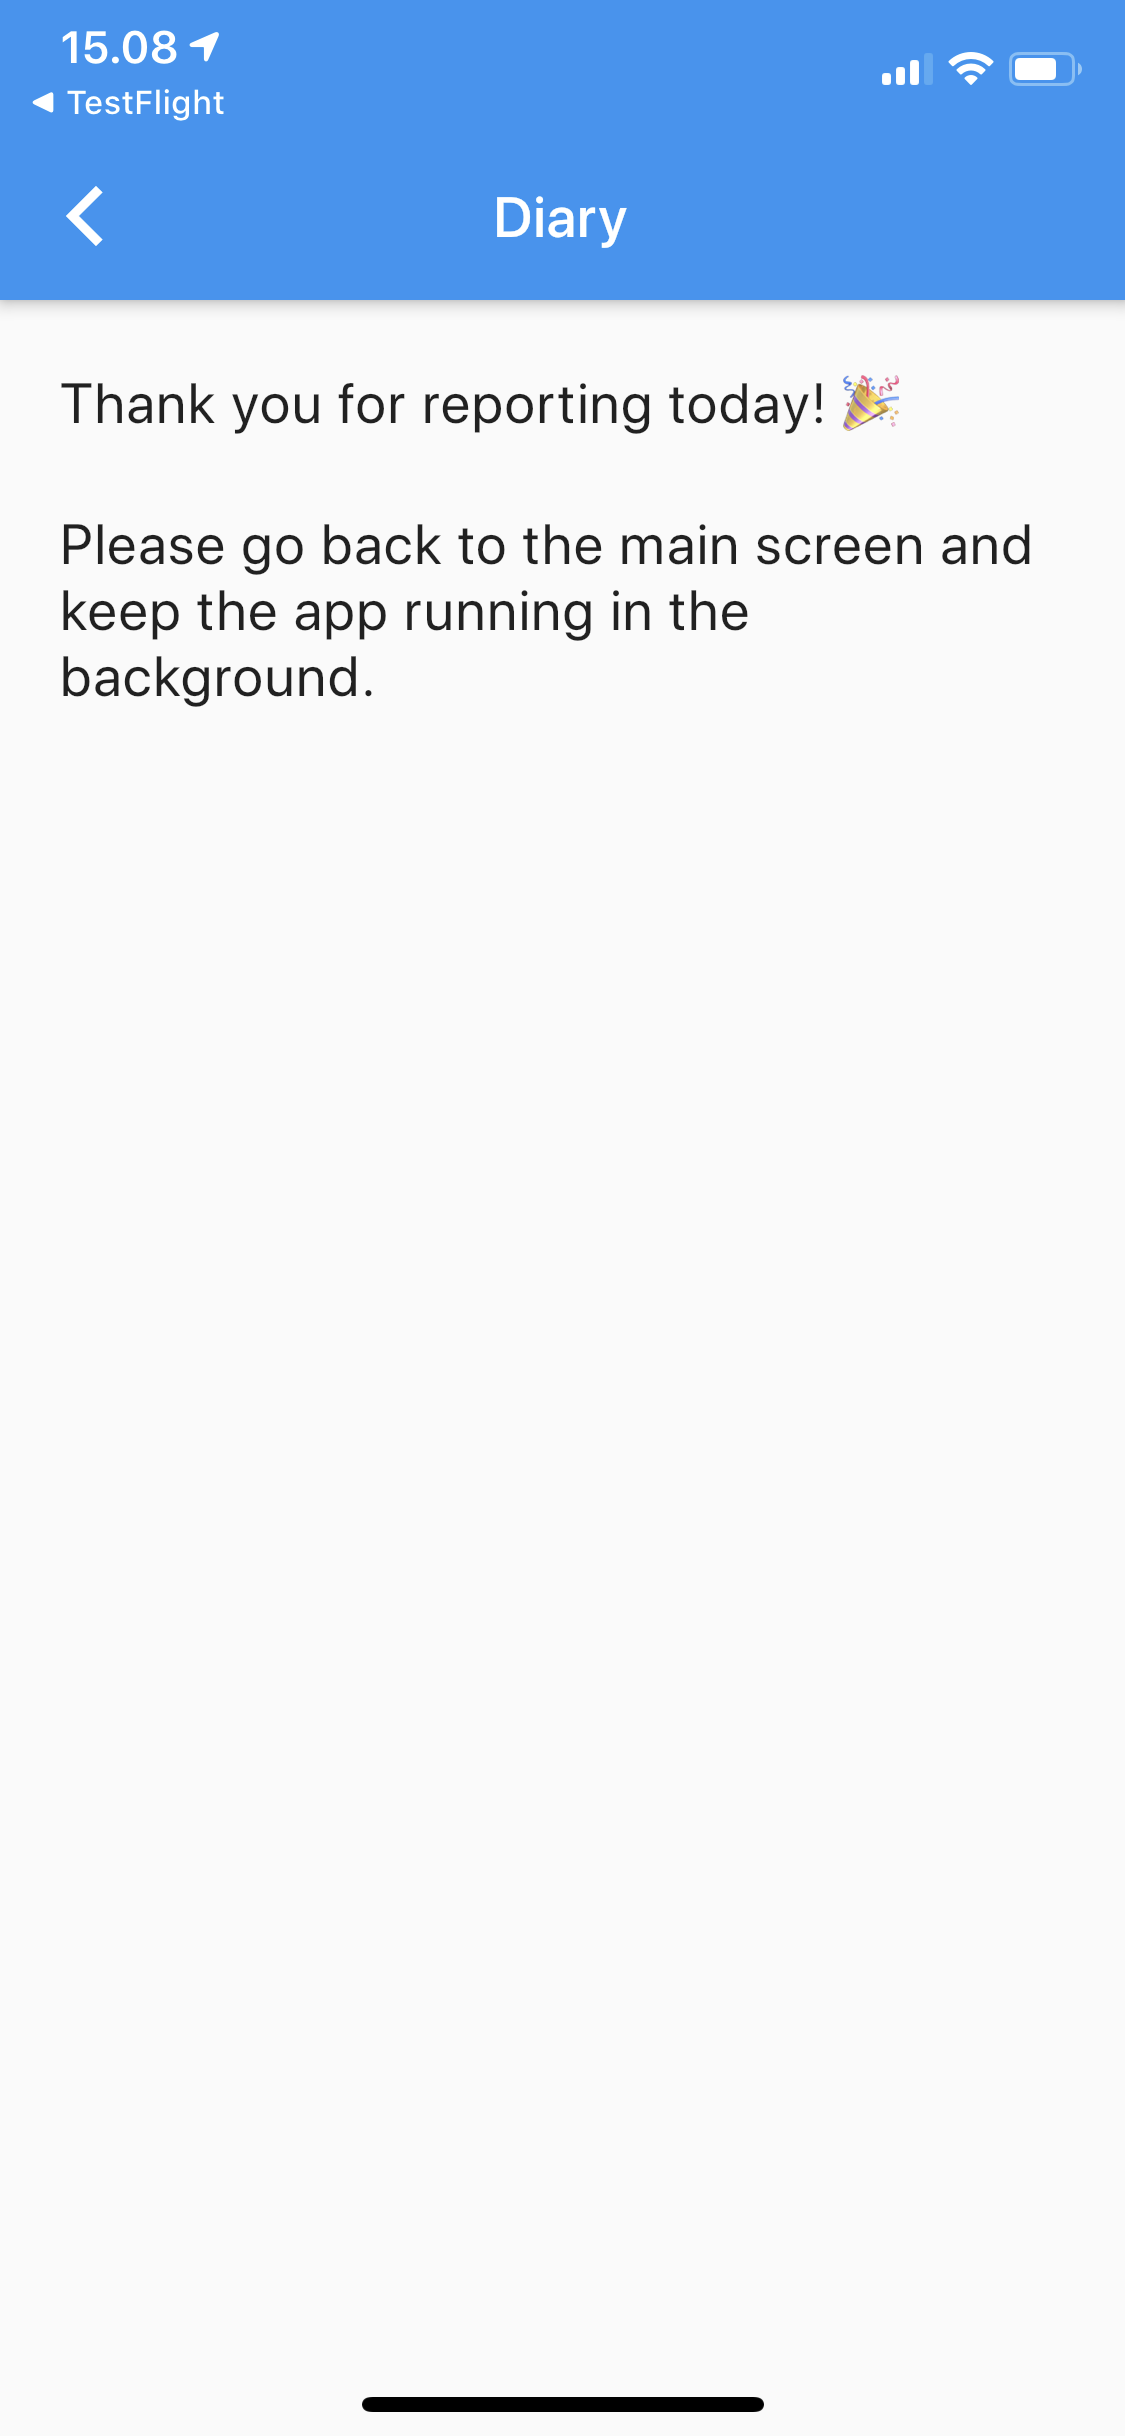 15.08
◀ TestFlight
Diary
Thank you for reporting today! 🎉
Please go back to the main screen and
keep the app running in the
background.